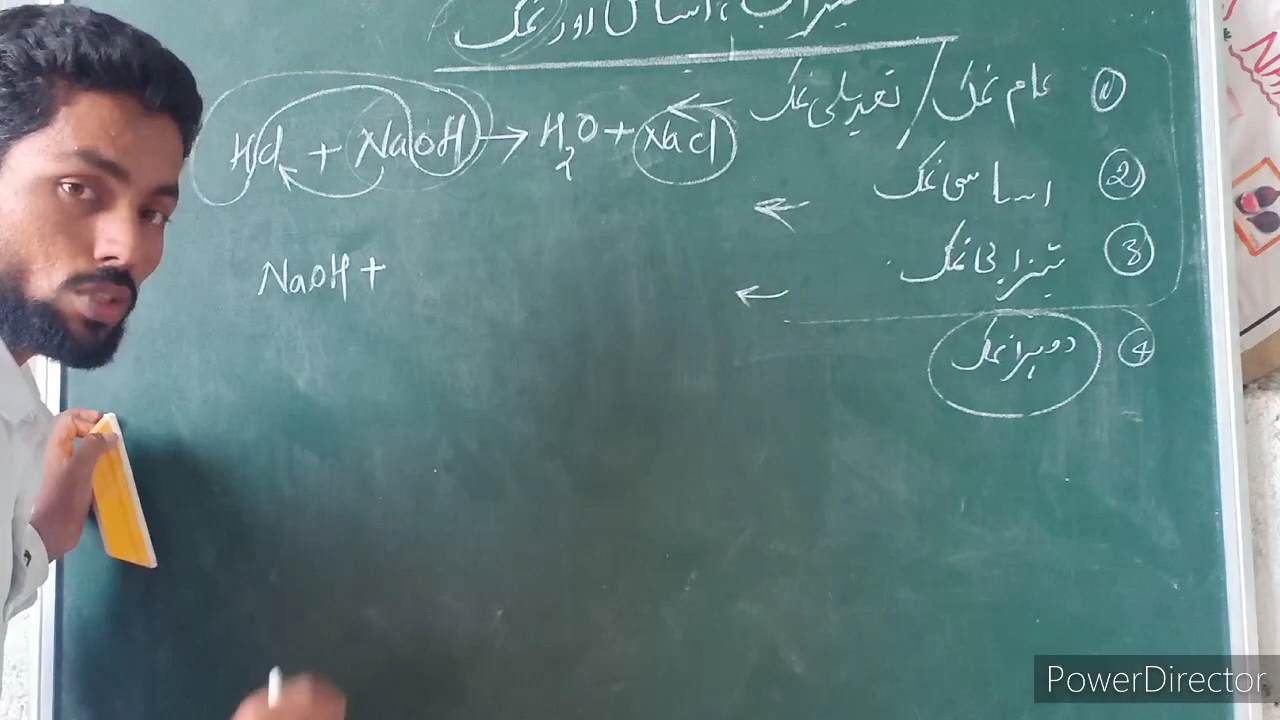 تیزاب، اساس اور نمک
① عام نمک / تعدیلی نمک ←
HCl + NaOH → H₂O + NaCl
② اساسی نمک ←
③ تیزابی نمک ←
NaOH +
④ دوہرا نمک
PowerDirector